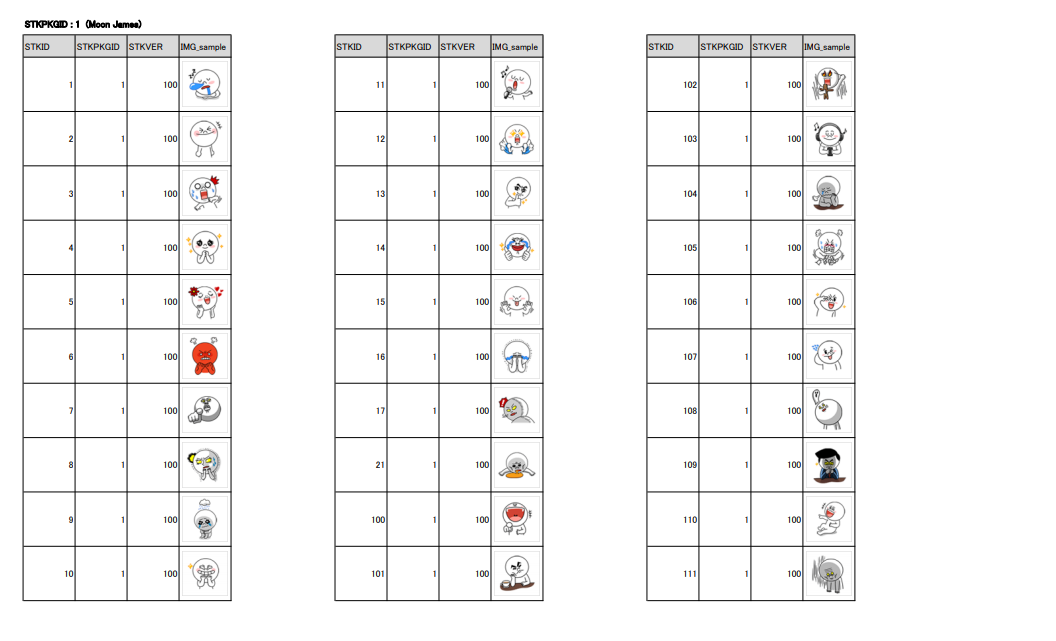 STKPKGID : 1 (Moon James)
STKID STKPKGID STKVER IMG_sample
1 1 100
2 1 100
3 1 100
4 1 100
5 1 100
6 1 100
7 1 100
8 1 100
9 1 100
10 1 100
STKID STKPKGID STKVER IMG_sample
11 1 100
12 1 100
13 1 100
14 1 100
15 1 100
16 1 100
17 1 100
21 1 100
100 1 100
101 1 100
STKID STKPKGID STKVER IMG_sample
102 1 100
103 1 100
104 1 100
105 1 100
106 1 100
107 1 100
108 1 100
109 1 100
110 1 100
111 1 100